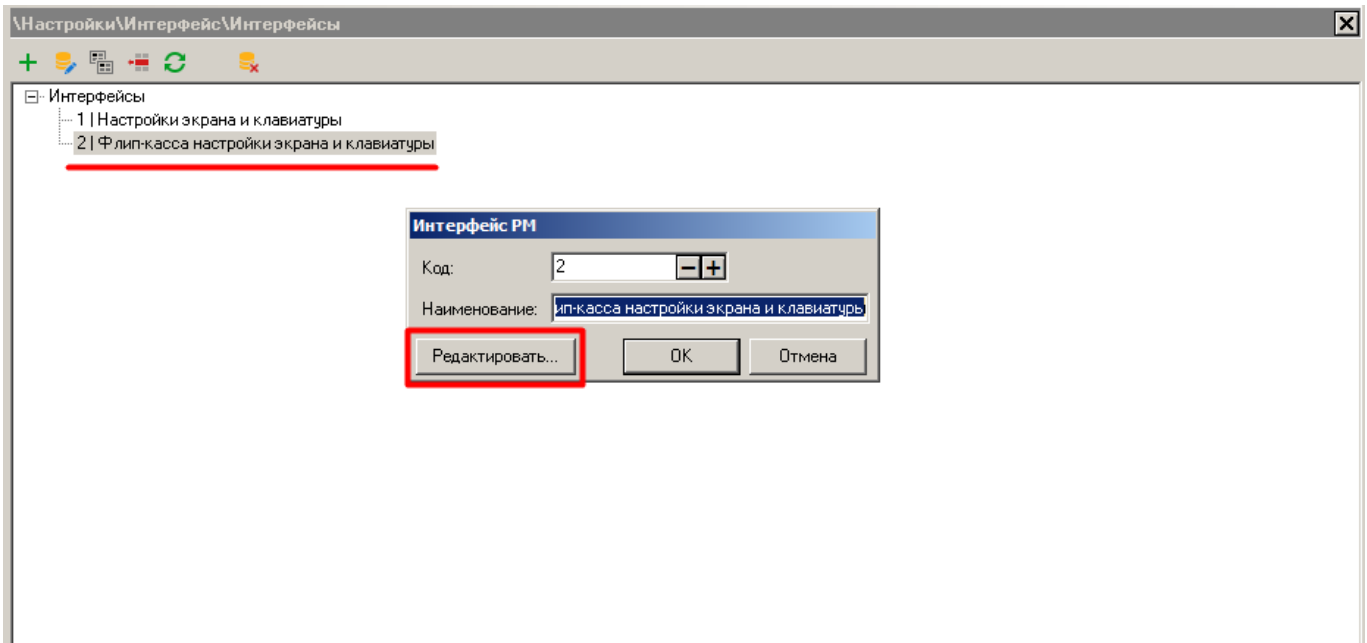 \Настройки\Интерфейс\Интерфейсы
Интерфейсы
1 | Настройки экрана и клавиатуры
2 | Флип-касса настройки экрана и клавиатуры
Интерфейс РМ
Код: 2
Наименование: ип-касса настройки экрана и клавиатуры
Редактировать... OK Отмена